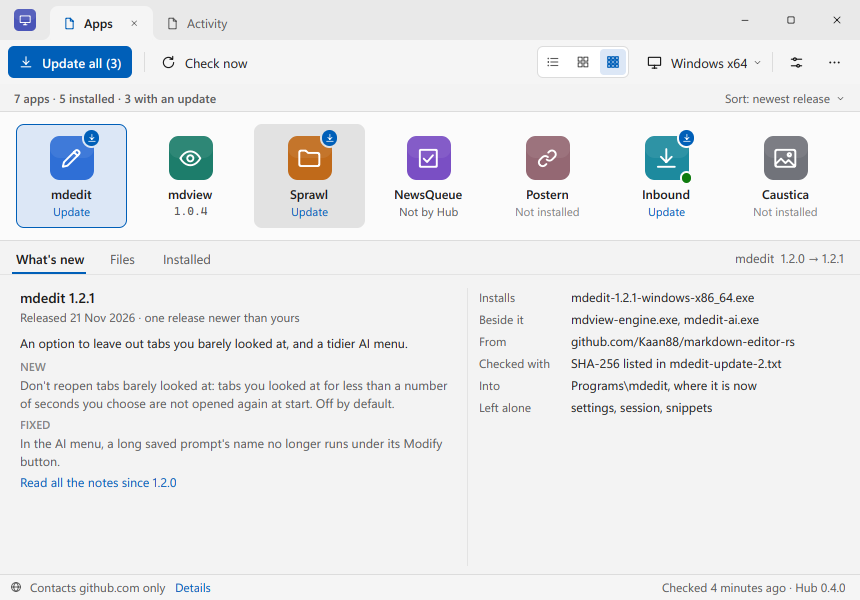 Apps
Activity
Update all (3)
Check now
Windows x64
7 apps · 5 installed · 3 with an update
Sort: newest release
mdedit
Update
mdview
1.0.4
Sprawl
Update
NewsQueue
Not by Hub
Postern
Not installed
Inbound
Update
Caustica
Not installed
What's new
Files
Installed
mdedit 1.2.0 → 1.2.1
mdedit 1.2.1
Released 21 Nov 2026 · one release newer than yours
An option to leave out tabs you barely looked at, and a tidier AI menu.
NEW
Don't reopen tabs barely looked at: tabs you looked at for less than a number
of seconds you choose are not opened again at start. Off by default.
FIXED
In the AI menu, a long saved prompt's name no longer runs under its Modify
button.
Read all the notes since 1.2.0
Installs mdedit-1.2.1-windows-x86_64.exe
Beside it mdview-engine.exe, mdedit-ai.exe
From github.com/Kaan88/markdown-editor-rs
Checked with SHA-256 listed in mdedit-update-2.txt
Into Programs\mdedit, where it is now
Left alone settings, session, snippets
Contacts github.com only Details
Checked 4 minutes ago · Hub 0.4.0